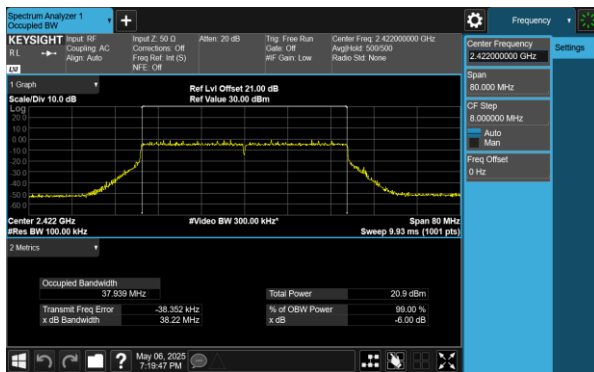 Spectrum Analyzer 1
Occupied BW
Frequency
KEYSIGHT
RL
LXI
Input: RF
Coupling: AC
Align: Auto
Input Z: 50 Ω
Corrections: Off
Freq Ref: Int (S)
NFE: Off
Atten: 20 dB
Trig: Free Run
Gate: Off
#IF Gain: Low
Center Freq: 2.422000000 GHz
Avg|Hold: 500/500
Radio Std: None
Center Frequency
2.422000000 GHz
Settings
Span
80.000 MHz
CF Step
8.000000 MHz
Auto
Man
Freq Offset
0 Hz
1 Graph
Scale/Div 10.0 dB
Ref Lvl Offset 21.00 dB
Ref Value 30.00 dBm
Log
20.0
10.0
0.00
-10.0
-20.0
-30.0
-40.0
-50.0
-60.0
Center 2.422 GHz
#Res BW 100.00 kHz
#Video BW 300.00 kHz*
Span 80 MHz
Sweep 9.93 ms (1001 pts)
2 Metrics
Occupied Bandwidth
37.939 MHz
Total Power 20.9 dBm
Transmit Freq Error -38.352 kHz
% of OBW Power 99.00 %
x dB Bandwidth 38.22 MHz
x dB -6.00 dB
?
May 06, 2025
7:19:47 PM